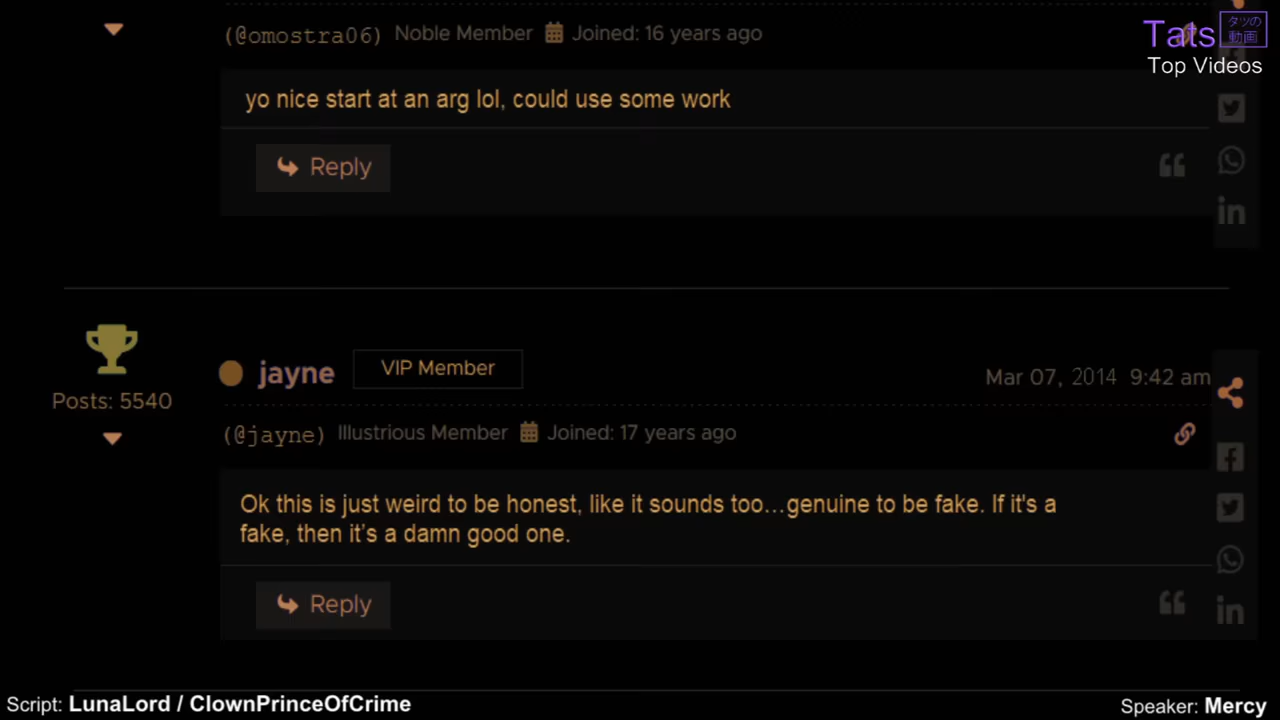 (@omostra06) Noble Member Joined: 16 years ago
Tats タツの動画
Top Videos
yo nice start at an arg lol, could use some work
Reply
jayne VIP Member Mar 07, 2014 9:42 am
Posts: 5540
(@jayne) Illustrious Member Joined: 17 years ago
Ok this is just weird to be honest, like it sounds too...genuine to be fake. If it's a
fake, then it's a damn good one.
Reply
Script: LunaLord / ClownPrinceOfCrime
Speaker: Mercy